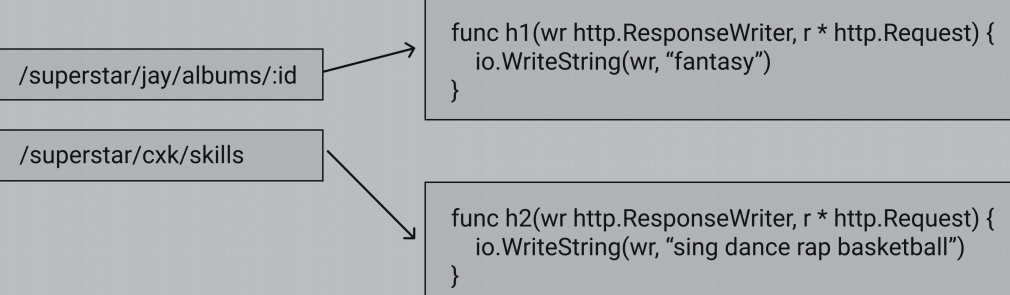 /superstar/jay/albums/:id
/superstar/cxk/skills
func h1(wr http.ResponseWriter, r * http.Request) {
io.WriteString(wr, “fantasy”)
}
func h2(wr http.ResponseWriter, r * http.Request) {
io.WriteString(wr, “sing dance rap basketball”)
}